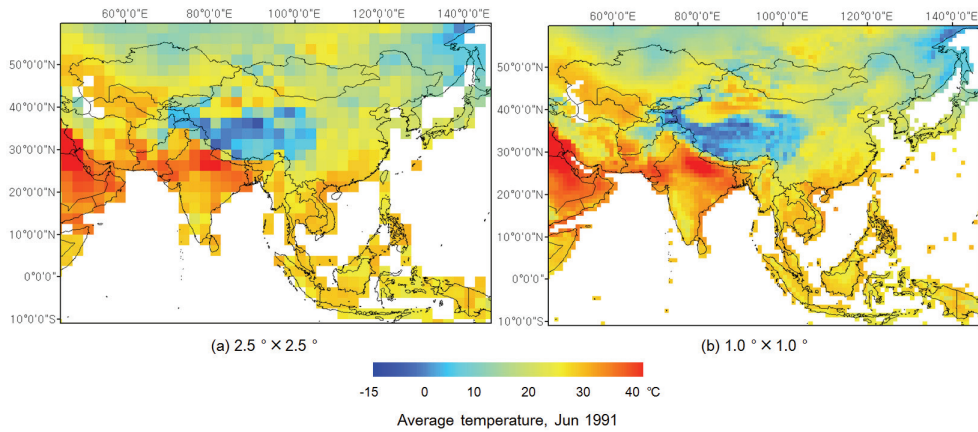 60°0'0"E 80°0'0"E 100°0'0"E 120°0'0"E 140°0'0"E
60°0'0"E 80°0'0"E 100°0'0"E 120°0'0"E 140°0'0"E
50°0'0"N
40°0'0"N
30°0'0"N
20°0'0"N
10°0'0"N
0°0'0"
10°0'0"S
50°0'0"N
40°0'0"N
30°0'0"N
20°0'0"N
10°0'0"N
0°0'0"
10°0'0"S
(a) 2.5 ° × 2.5 °
(b) 1.0 ° × 1.0 °
-15 0 10 20 30 40 ℃
Average temperature, Jun 1991